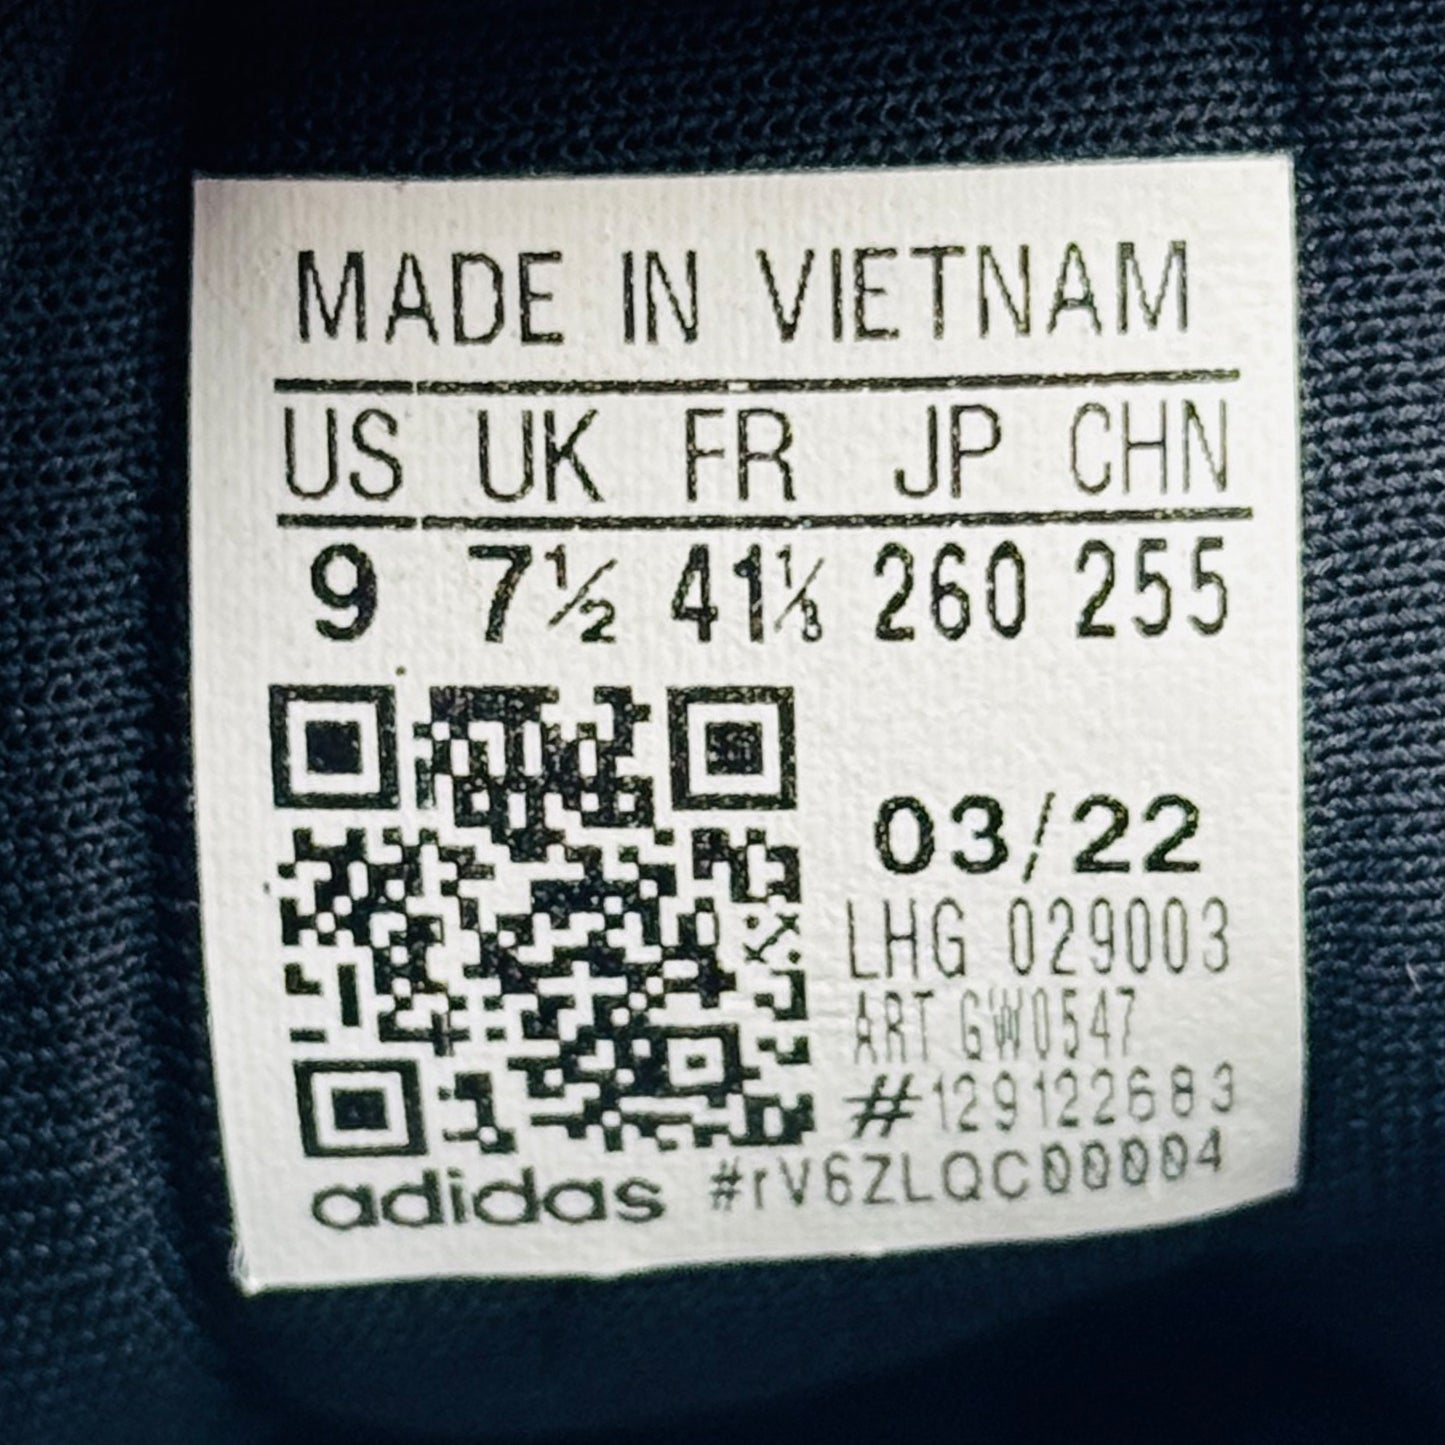 MADE IN VIETNAM
US UK FR JP CHN
9 7½ 41⅓ 260 255
03/22
LHG 029003
ART GW0547
#129122683
adidas #rV6ZLQC00004